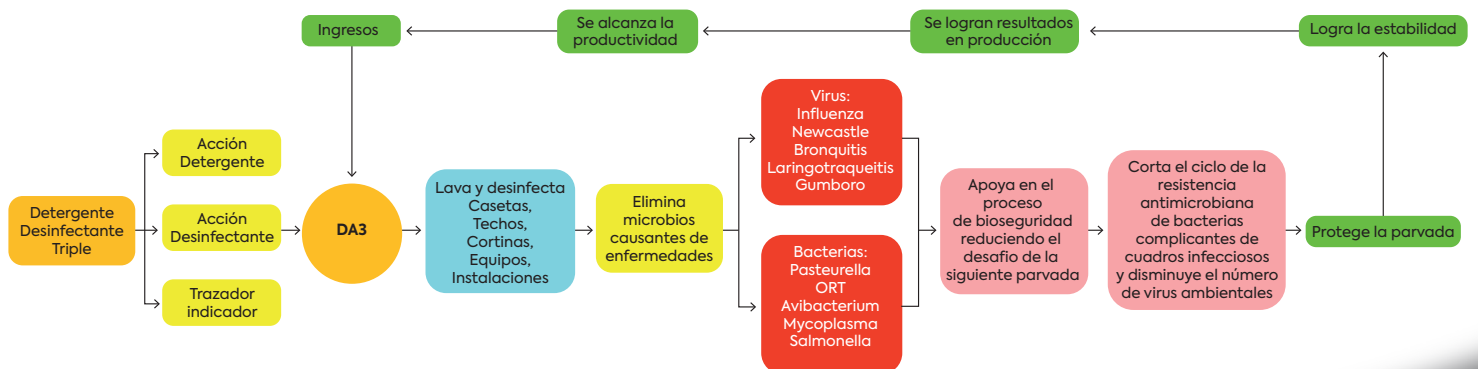 Ingresos
Se alcanza la
productividad
Se logran resultados
en producción
Logra la estabilidad
Detergente
Desinfectante
Triple
Acción
Detergente
Acción
Desinfectante
Trazador
indicador
DA3
Lava y desinfecta
Casetas,
Techos,
Cortinas,
Equipos,
Instalaciones
Elimina
microbios
causantes de
enfermedades
Virus:
Influenza
Newcastle
Bronquitis
Laringotraqueitis
Gumboro
Bacterias:
Pasteurella
ORT
Avibacterium
Mycoplasma
Salmonella
Apoya en el
proceso
de bioseguridad
reduciendo el
desafio de la
siguiente parvada
Corta el ciclo de la
resistencia
antimicrobiana
de bacterias
complicantes de
cuadros infecciosos
y disminuye el número
de virus ambientales
Protege la parvada